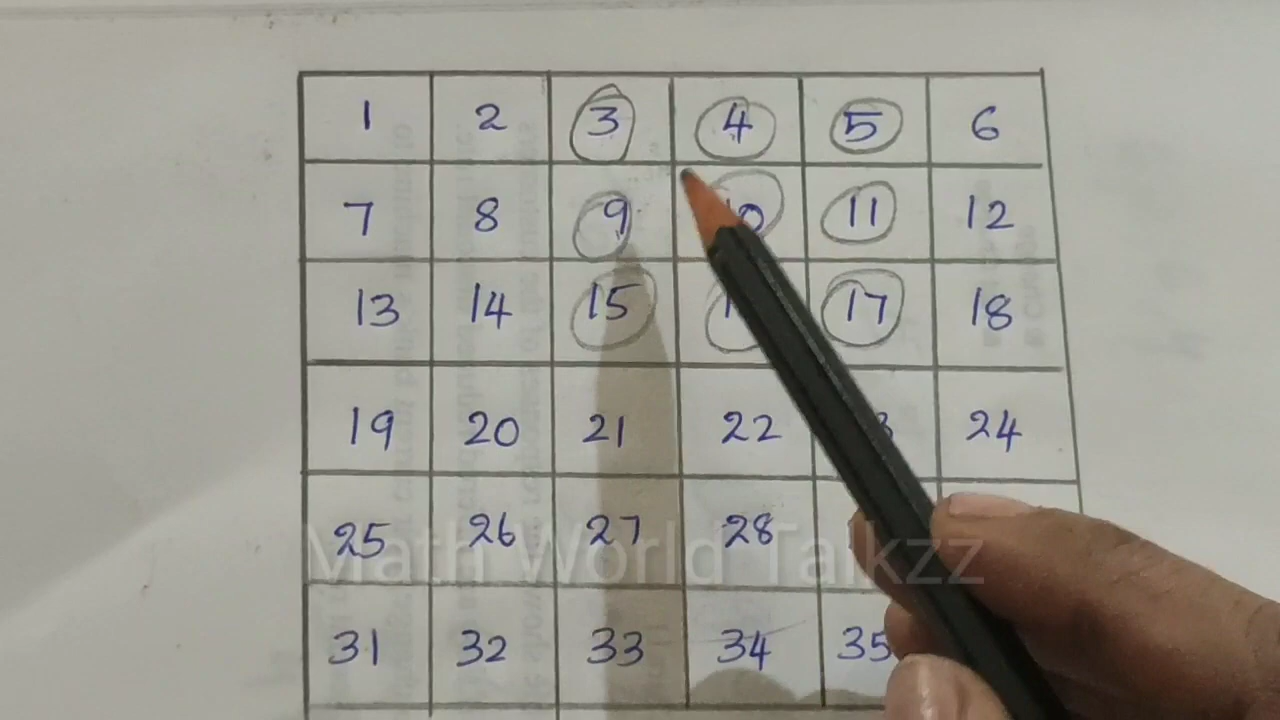 1 2 3 4 5 6
7 8 9 10 11 12
13 14 15 17 18
19 20 21 22 24
25 26 27 28
31 32 33 34 35
Math World Talkzz